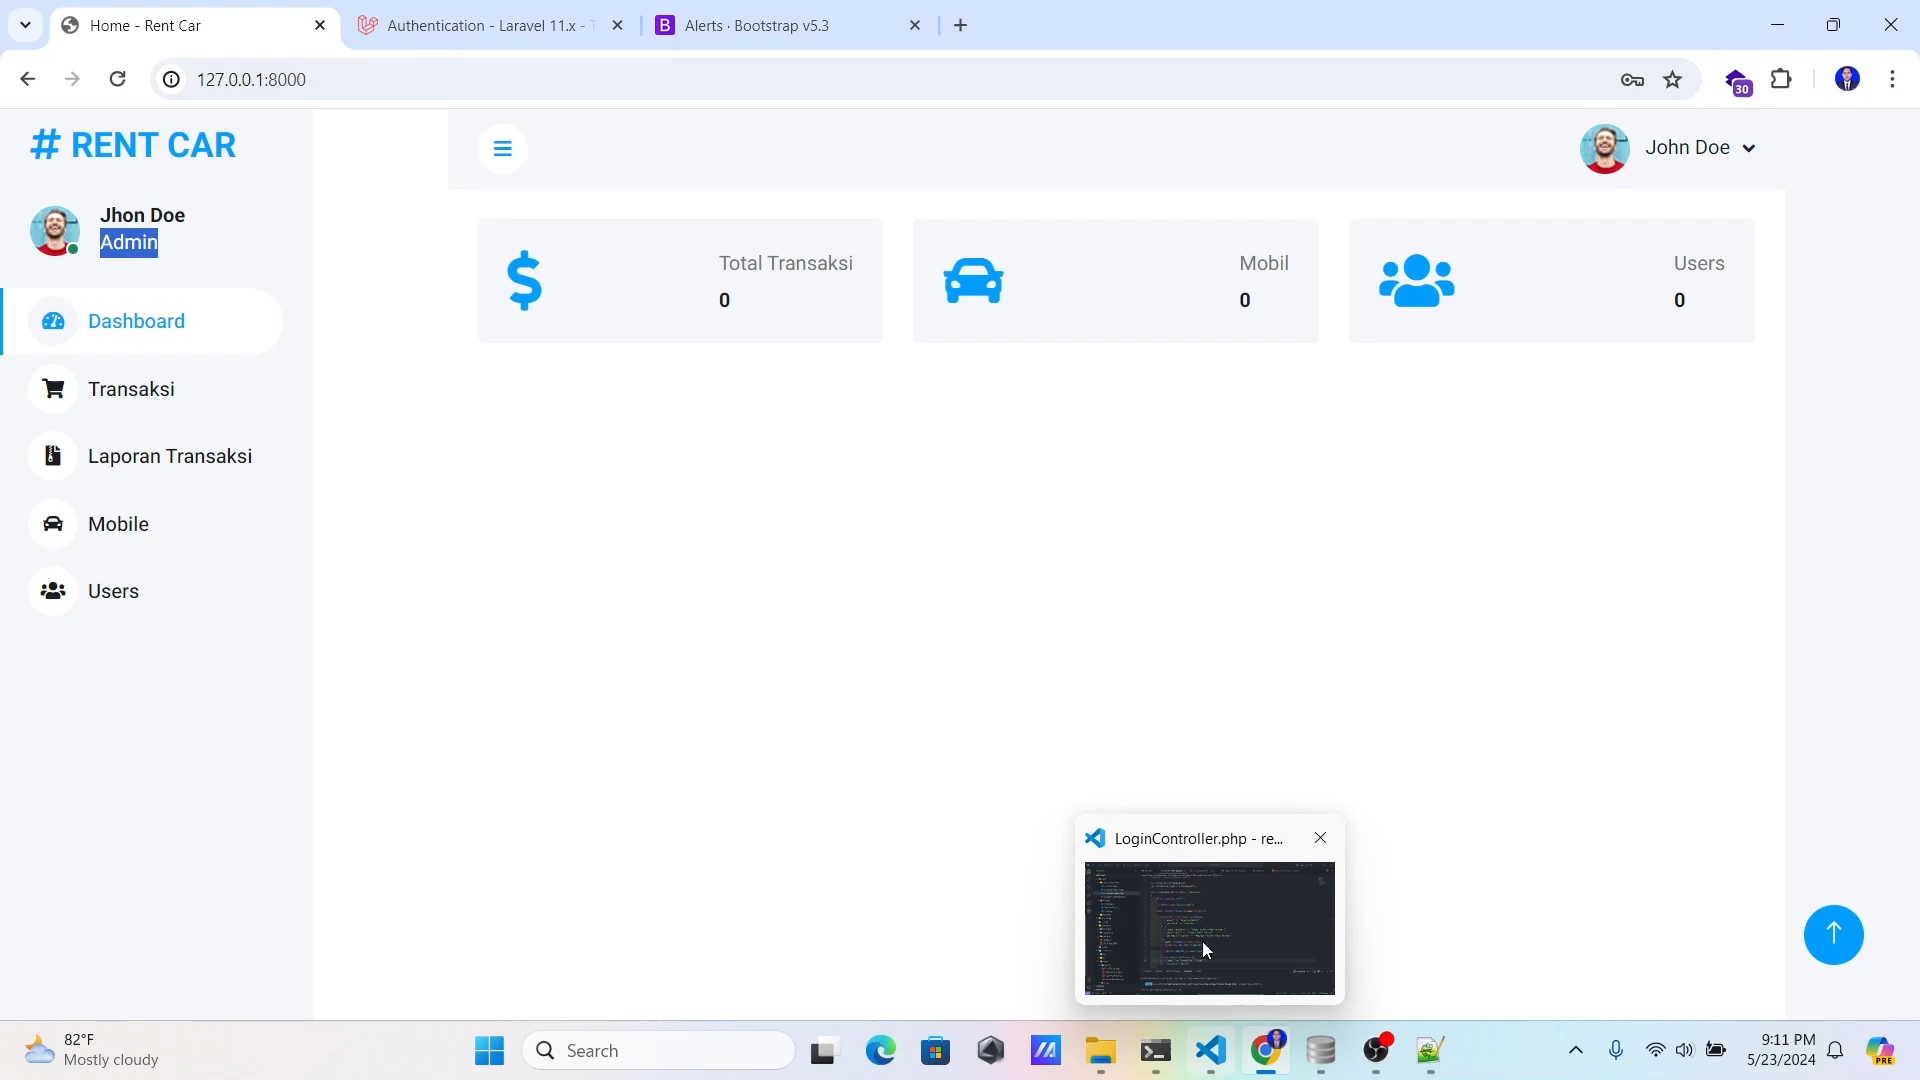 Home - Rent Car
Authentication - Laravel 11.x -
Alerts · Bootstrap v5.3
127.0.0.1:8000
30
# RENT CAR
John Doe
Jhon Doe
Admin
Total Transaksi
0
Mobil
0
Users
0
Dashboard
Transaksi
Laporan Transaksi
Mobile
Users
LoginController.php - re...
82°F
Mostly cloudy
Search
9:11 PM
5/23/2024
PRE